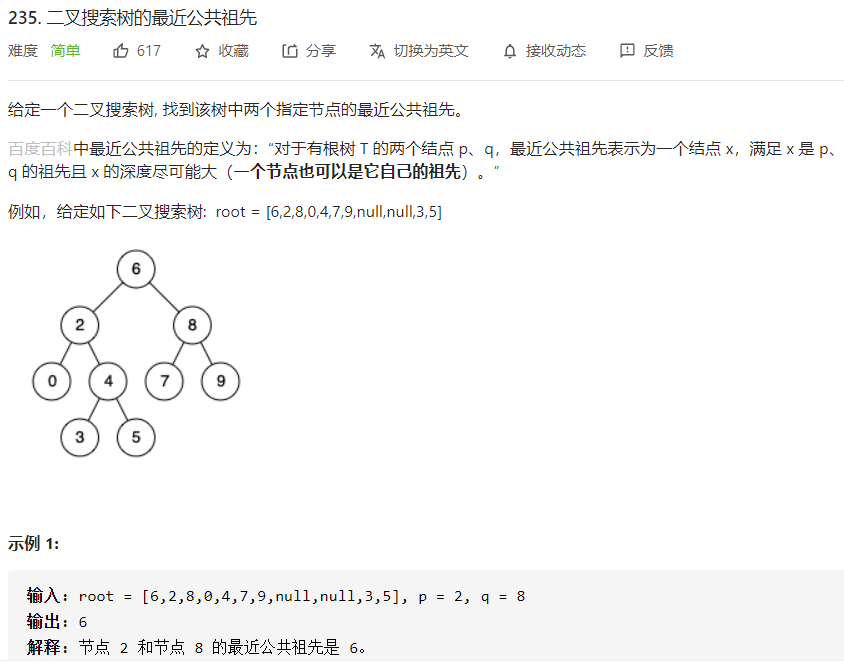 235. 二叉搜索树的最近公共祖先
难度 简单 617 收藏 分享 切换为英文 接收动态 反馈
给定一个二叉搜索树, 找到该树中两个指定节点的最近公共祖先。
百度百科中最近公共祖先的定义为：“对于有根树 T 的两个结点 p、q，最近公共祖先表示为一个结点 x，满足 x 是 p、
q 的祖先且 x 的深度尽可能大（一个节点也可以是它自己的祖先）。”
例如，给定如下二叉搜索树: root = [6,2,8,0,4,7,9,null,null,3,5]
6
2 8
0 4 7 9
3 5
示例 1:
输入: root = [6,2,8,0,4,7,9,null,null,3,5], p = 2, q = 8
输出: 6
解释: 节点 2 和节点 8 的最近公共祖先是 6。